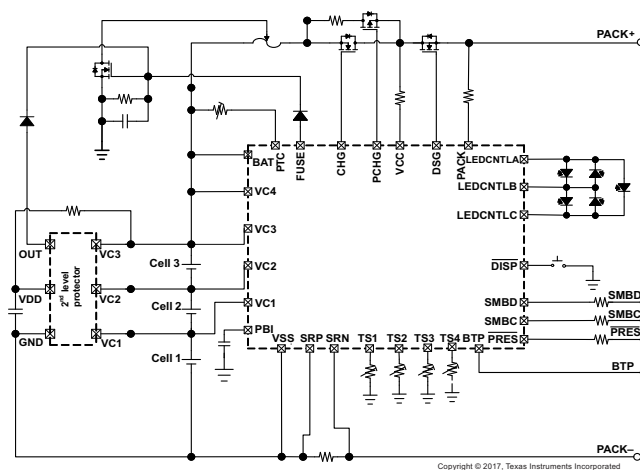 PACK+
BAT
PTC
FUSE
CHG
PCHG
VCC
DSG
PACK
LEDCNTLA
LEDCNTLB
LEDCNTLC
VC4
VC3
VC2
VC1
PBI
DISP
SMBD
SMBC
PRES
SMBD
SMBC
PRES
VSS
SRP
SRN
TS1
TS2
TS3
TS4
BTP
BTP
OUT
VDD
GND
2nd level
protector
VC3
VC2
VC1
Cell 3
Cell 2
Cell 1
PACK–
Copyright © 2017, Texas Instruments Incorporated